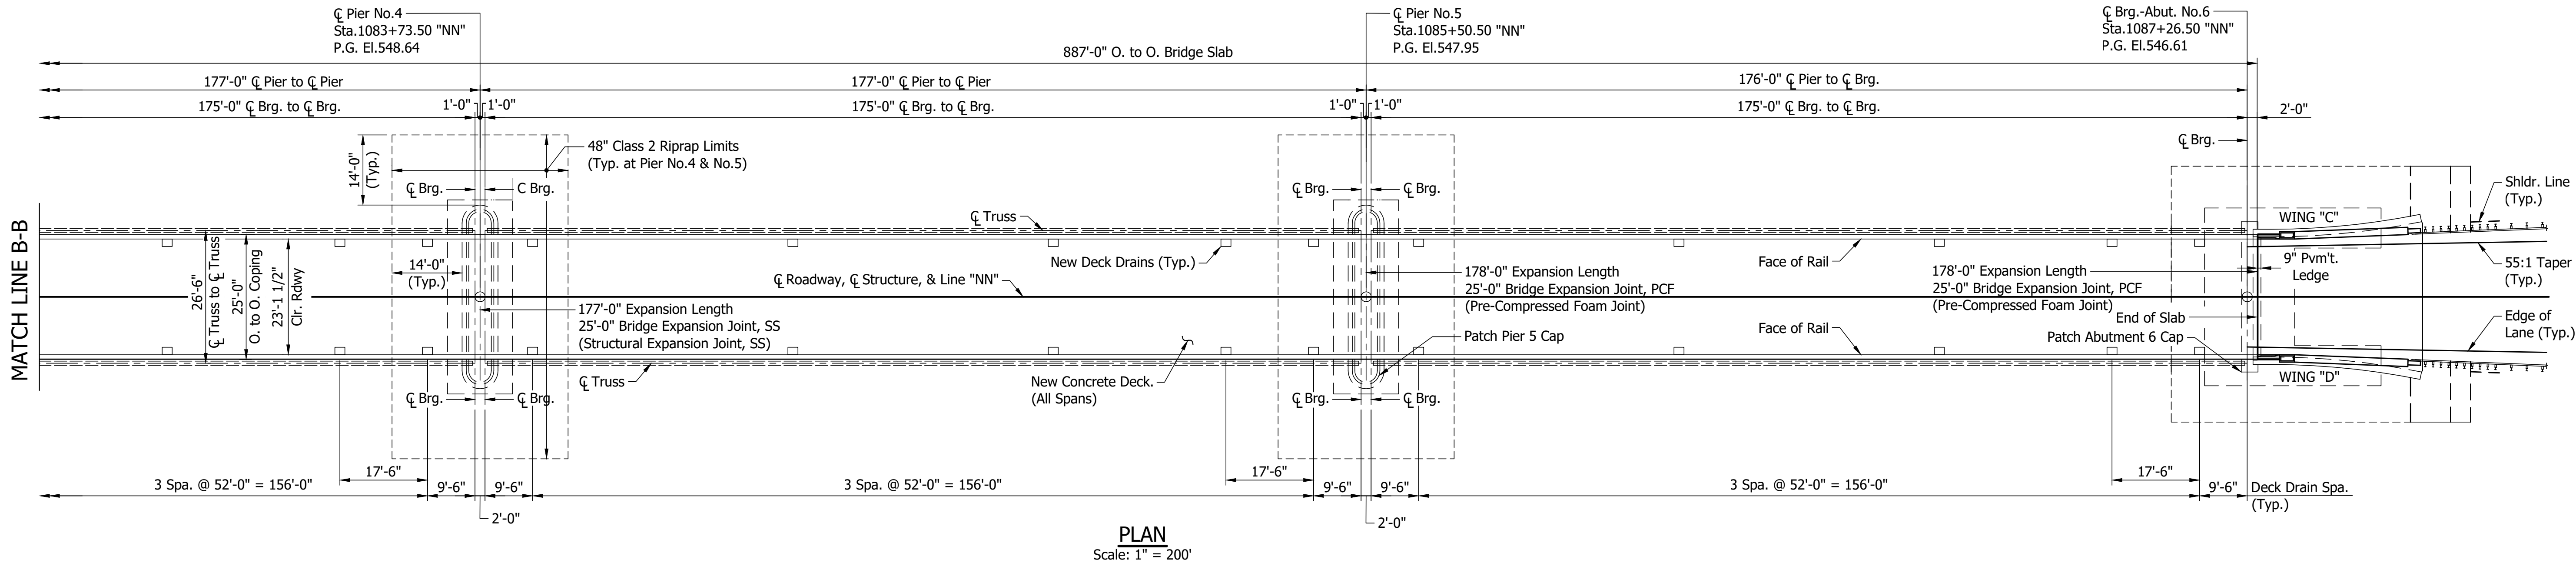 ℄ Pier No.4
Sta.1083+73.50 "NN"
P.G. El.548.64
℄ Pier No.5
Sta.1085+50.50 "NN"
P.G. El.547.95
℄ Brg.-Abut. No.6
Sta.1087+26.50 "NN"
P.G. El.546.61
887'-0" O. to O. Bridge Slab
177'-0" ℄ Pier to ℄ Pier
177'-0" ℄ Pier to ℄ Pier
176'-0" ℄ Pier to ℄ Brg.
175'-0" ℄ Brg. to ℄ Brg.
1'-0"
1'-0"
175'-0" ℄ Brg. to ℄ Brg.
1'-0"
1'-0"
175'-0" ℄ Brg. to ℄ Brg.
2'-0"
14'-0"
(Typ.)
48" Class 2 Riprap Limits
(Typ. at Pier No.4 & No.5)
℄ Brg.
℄ Brg.
C Brg.
℄ Brg.
℄ Brg.
Shldr. Line
(Typ.)
℄ Truss
WING "C"
MATCH LINE B-B
26'-6"
℄ Truss to ℄ Truss
25'-0"
O. to O. Coping
23'-1 1/2"
Clr. Rdwy
14'-0"
(Typ.)
New Deck Drains (Typ.)
Face of Rail
9" Pvm't.
Ledge
55:1 Taper
(Typ.)
℄ Roadway, ℄ Structure, & Line "NN"
178'-0" Expansion Length
25'-0" Bridge Expansion Joint, PCF
(Pre-Compressed Foam Joint)
178'-0" Expansion Length
25'-0" Bridge Expansion Joint, PCF
(Pre-Compressed Foam Joint)
177'-0" Expansion Length
25'-0" Bridge Expansion Joint, SS
(Structural Expansion Joint, SS)
End of Slab
Edge of
Lane (Typ.)
Patch Pier 5 Cap
Face of Rail
Patch Abutment 6 Cap
℄ Truss
New Concrete Deck.
(All Spans)
WING "D"
℄ Brg.
℄ Brg.
℄ Brg.
℄ Brg.
17'-6"
17'-6"
17'-6"
3 Spa. @ 52'-0" = 156'-0"
9'-6"
9'-6"
3 Spa. @ 52'-0" = 156'-0"
9'-6"
9'-6"
3 Spa. @ 52'-0" = 156'-0"
9'-6"
Deck Drain Spa.
(Typ.)
2'-0"
2'-0"
PLAN
Scale: 1" = 200'